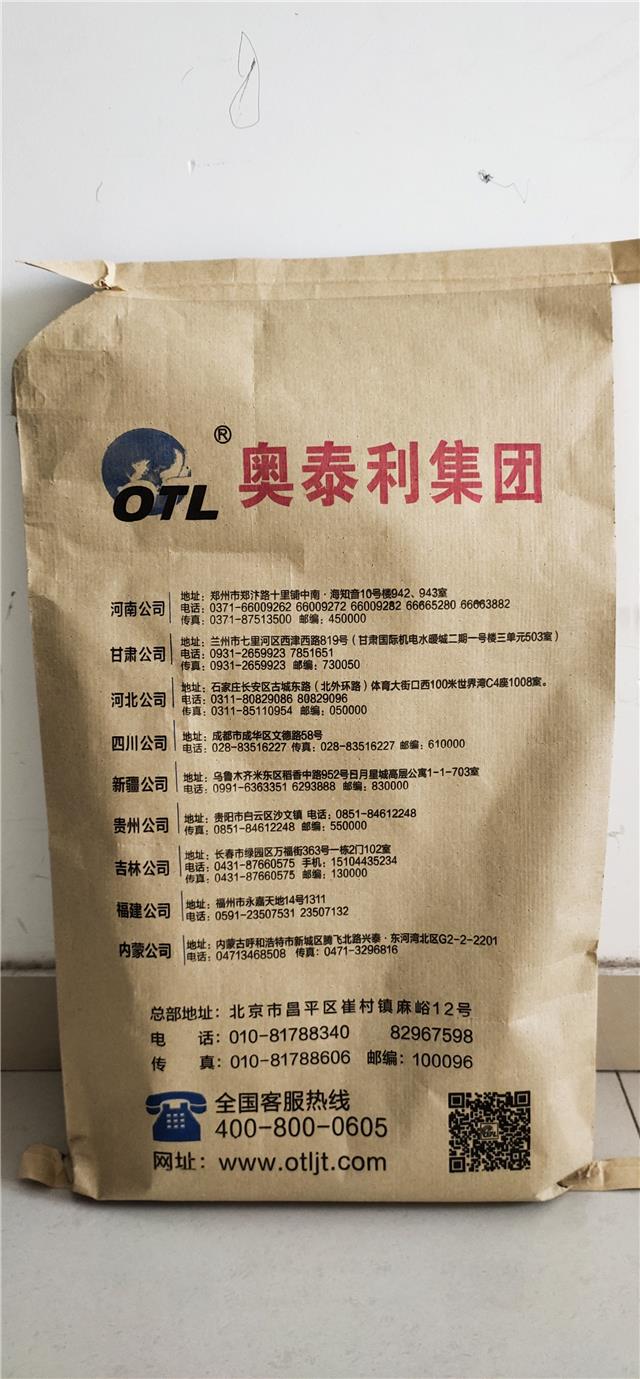 OTL ® 奥泰利集团
河南公司
地址：郑州市郑汴路十里铺中南·海知音10号楼942、943室
电话：0371-66009262 66009272 66009282 66665280 66663882
传真：0371-87513500 邮编：450000
甘肃公司
地址：兰州市七里河区西津西路819号（甘肃国际机电水暖城二期一号楼三单元503室）
电话：0931-2659923 7851651
传真：0931-2659923 邮编：730050
河北公司
地址：石家庄长安区古城东路（北外环路）体育大街口西100米世界湾C4座1008室。
电话：0311-80829086 80829096
传真：0311-85110954 邮编：050000
四川公司
地址：成都市成华区文德路58号
电话：028-83516227 传真：028-83516227 邮编：610000
新疆公司
地址：乌鲁木齐米东区稻香中路952号日月星城高层公寓1-1-703室
电话：0991-6363351 6293888 邮编：830000
贵州公司
地址：贵阳市白云区沙文镇 电话：0851-84612248
传真：0851-84612248 邮编：550000
吉林公司
地址：长春市绿园区万福街363号一栋2门102室
电话：0431-87660575 手机：15104435234
传真：0431-87660575 邮编：130000
福建公司
地址：福州市永嘉天地14号1311
电话：0591-23507531 23507132
内蒙公司
地址：内蒙古呼和浩特市新城区腾飞北路兴泰·东河湾北区G2-2-2201
电话：04713468508 传真：0471-3296816
总部地址：北京市昌平区崔村镇麻峪12号
电 话：010-81788340 82967598
传 真：010-81788606 邮编：100096
全国客服热线
400-800-0605
网址：www.otljt.com